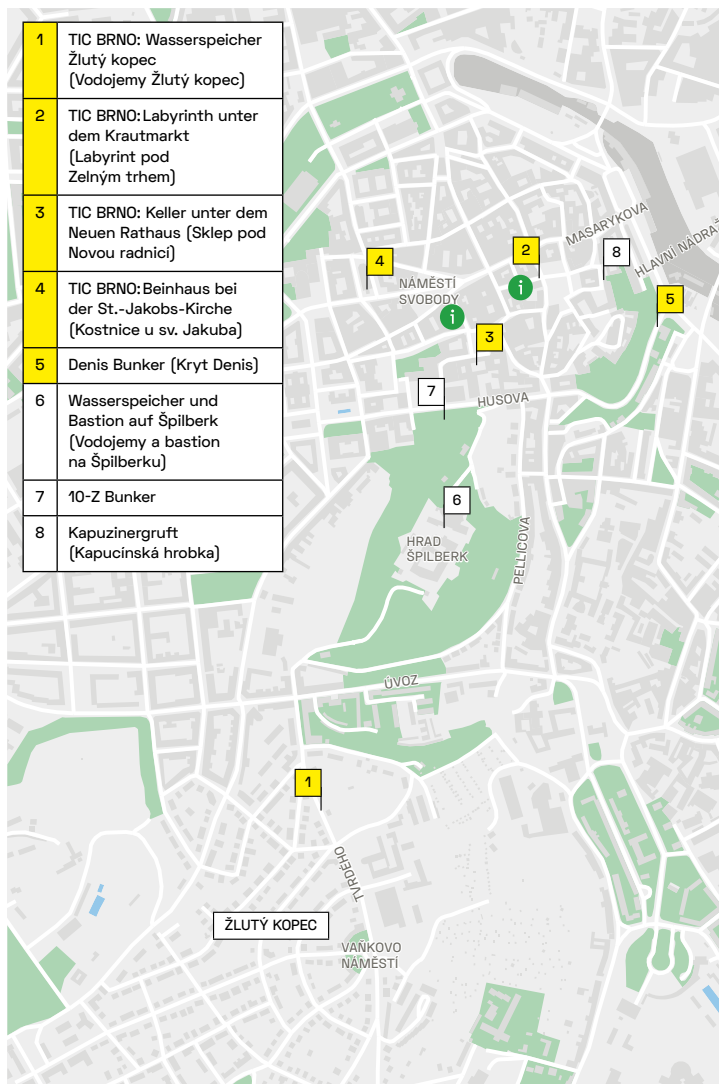 1
TIC BRNO: Wasserspeicher
Žlutý kopec
(Vodojemy Žlutý kopec)
2
TIC BRNO: Labyrinth unter
dem Krautmarkt
(Labyrint pod
Zelným trhem)
3
TIC BRNO: Keller unter dem
Neuen Rathaus (Sklep pod
Novou radnicí)
4
TIC BRNO: Beinhaus bei
der St.-Jakobs-Kirche
(Kostnice u sv. Jakuba)
5
Denis Bunker (Kryt Denis)
6
Wasserspeicher und
Bastion auf Špilberk
(Vodojemy a bastion
na Špilberku)
7
10-Z Bunker
8
Kapuzinergruft
(Kapucínská hrobka)
MASARYKOVA
2
8
HLAVNÍ NÁDRAŽ
4
NÁMĚSTÍ
SVOBODY
i
5
i
3
7
HUSOVA
6
HRAD
ŠPILBERK
PELLICOVA
ÚVOZ
1
TVRDÉHO
ŽLUTÝ KOPEC
VAŇKOVO
NÁMĚSTÍ